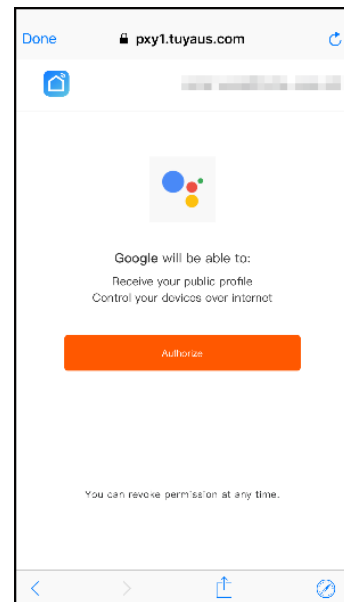 Done
pxy1.tuyaus.com
Google will be able to:
Receive your public profile
Control your devices over internet
Authorize
You can revoke permission at any time.